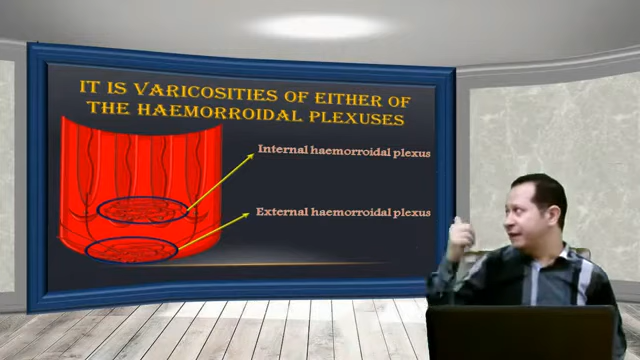 IT IS VARICOSITIES OF EITHER OF
THE HAEMORROIDAL PLEXUSES
Internal haemorroidal plexus
External haemorroidal plexus